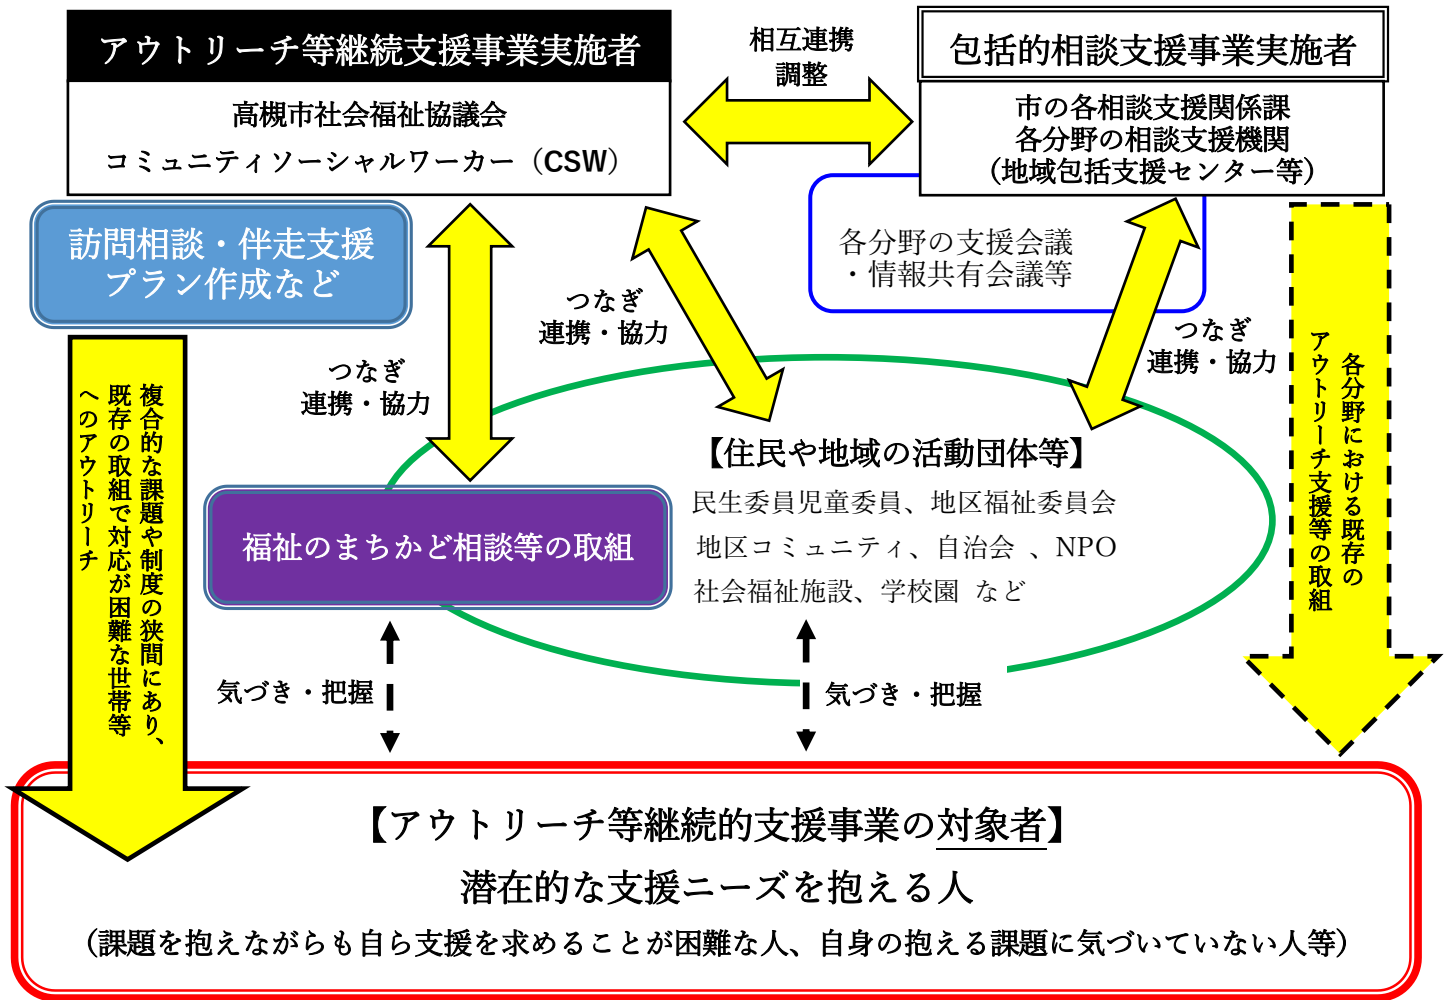 アウトリーチ等継続支援事業実施者
高槻市社会福祉協議会
コミュニティソーシャルワーカー（CSW）
相互連携
調整
包括的相談支援事業実施者
市の各相談支援関係課
各分野の相談支援機関
（地域包括支援センター等）
訪問相談・伴走支援
プラン作成など
各分野の支援会議
・情報共有会議等
つなぎ
連携・協力
つなぎ
連携・協力
つなぎ
連携・協力
複合的な課題や制度の狭間にあり、
既存の取組で対応が困難な世帯等
へのアウトリーチ
各分野における既存の
アウトリーチ支援等の取組
【住民や地域の活動団体等】
民生委員児童委員、地区福祉委員会
地区コミュニティ、自治会 、NPO
社会福祉施設、学校園 など
福祉のまちかど相談等の取組
気づき・把握
気づき・把握
【アウトリーチ等継続的支援事業の対象者】
潜在的な支援ニーズを抱える人
（課題を抱えながらも自ら支援を求めることが困難な人、自身の抱える課題に気づいていない人等）